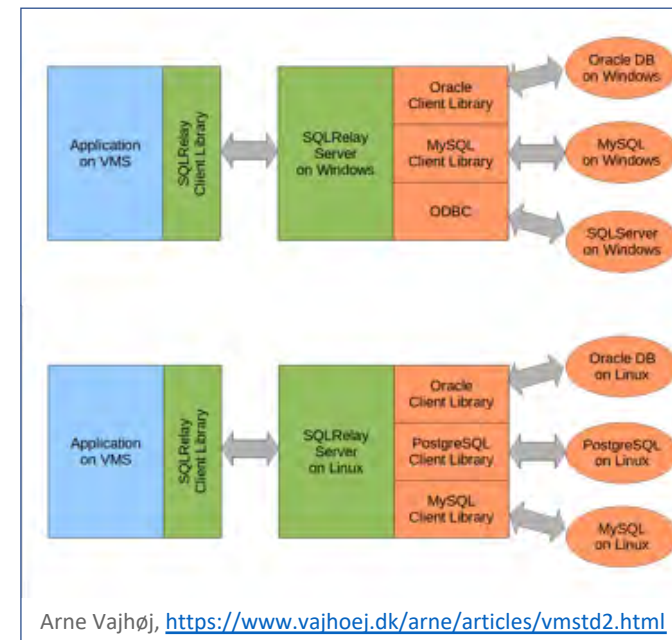 Application
on VMS
SQLRelay
Client Library
SQLRelay
Server
on Windows
Oracle
Client Library
MySQL
Client Library
ODBC
Oracle DB
on Windows
MySQL
on Windows
SQLServer
on Windows
Application
on VMS
SQLRelay
Client Library
SQLRelay
Server
on Linux
Oracle
Client Library
PostgreSQL
Client Library
MySQL
Client Library
Oracle DB
on Linux
PostgreSQL
on Linux
MySQL
on Linux
Arne Vajhøj, https://www.vajhoej.dk/arne/articles/vmstd2.html